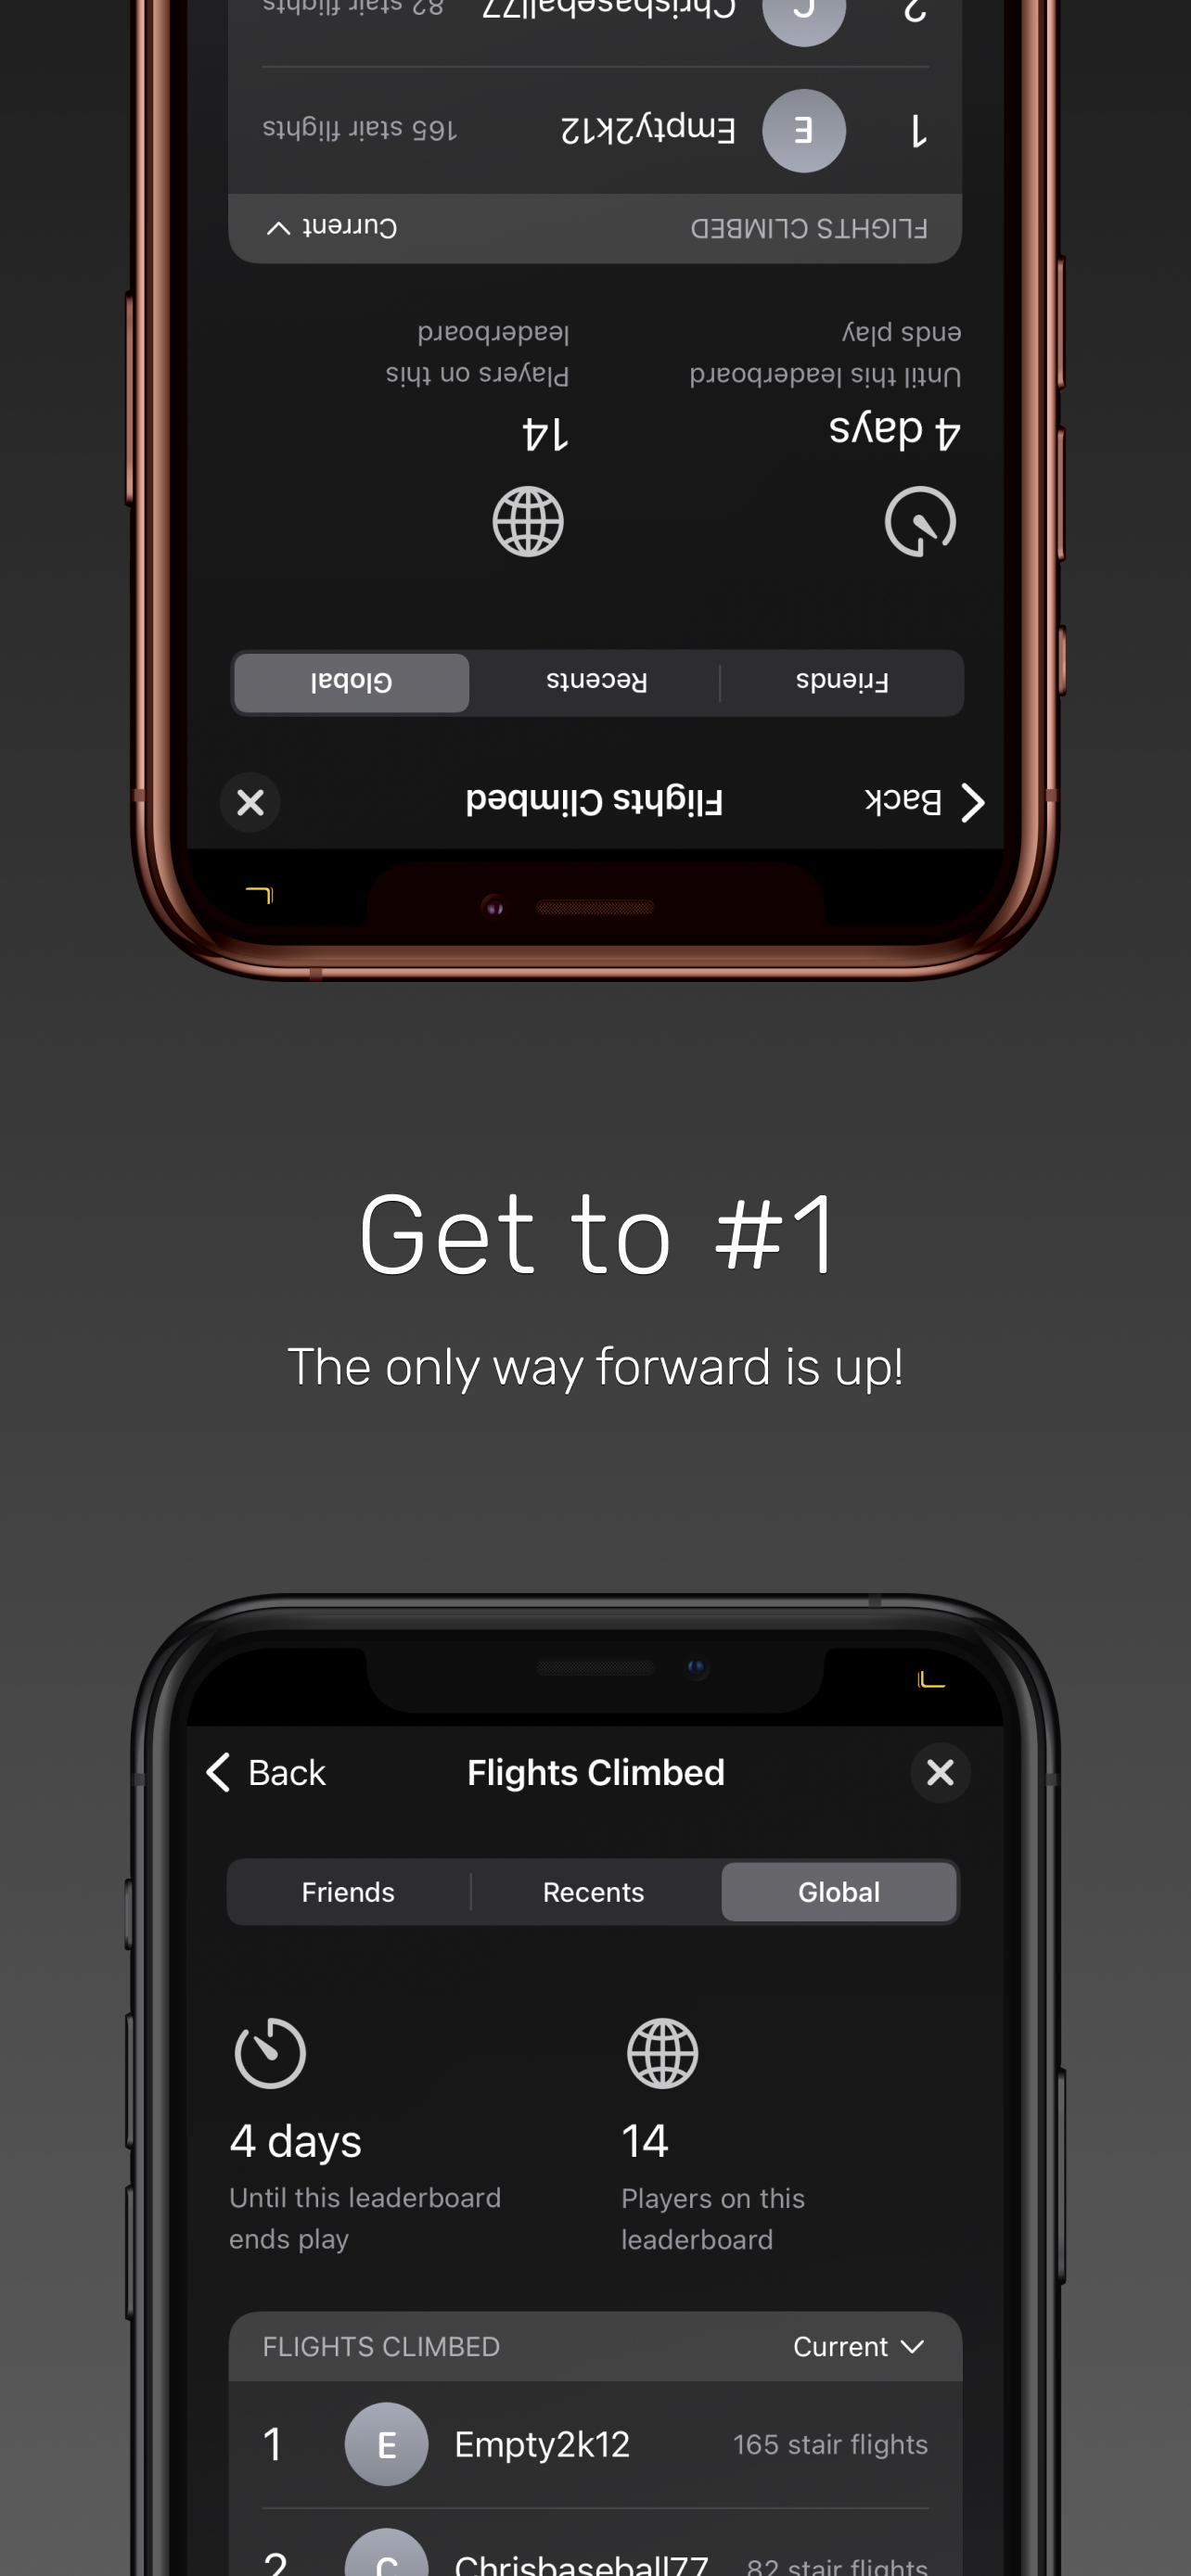 2 C Chrisbaseball77 82 stair flights
1 E Empty2k12 165 stair flights
FLIGHTS CLIMBED Current
Until this leaderboard
ends play
Players on this
leaderboard
4 days 14
Friends Recents Global
Back Flights Climbed
Get to #1
The only way forward is up!
Back Flights Climbed
Friends Recents Global
4 days
Until this leaderboard
ends play
14
Players on this
leaderboard
FLIGHTS CLIMBED Current
1 E Empty2k12 165 stair flights
2 C Chrisbaseball77 82 stair flights